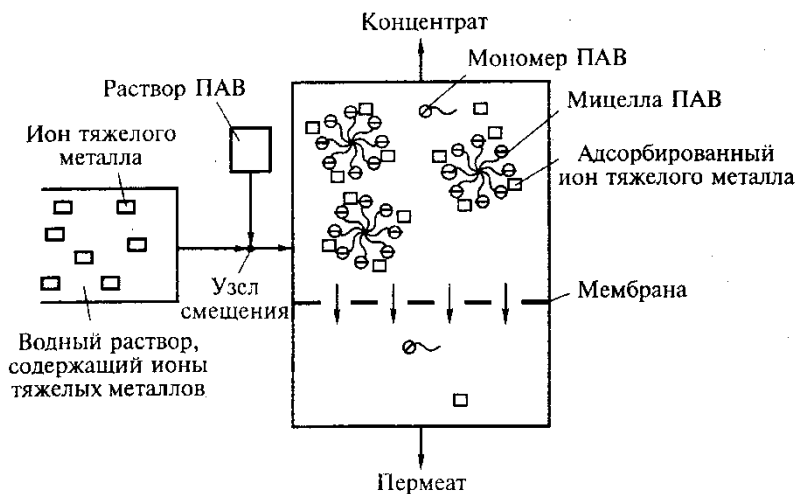 Концентрат
Мономер ПАВ
Раствор ПАВ
Мицелла ПАВ
Ион тяжелого
металла
Адсорбированный
ион тяжелого металла
Узел
смещения
Мембрана
Водный раствор,
содержащий ионы
тяжелых металлов
Пермеат